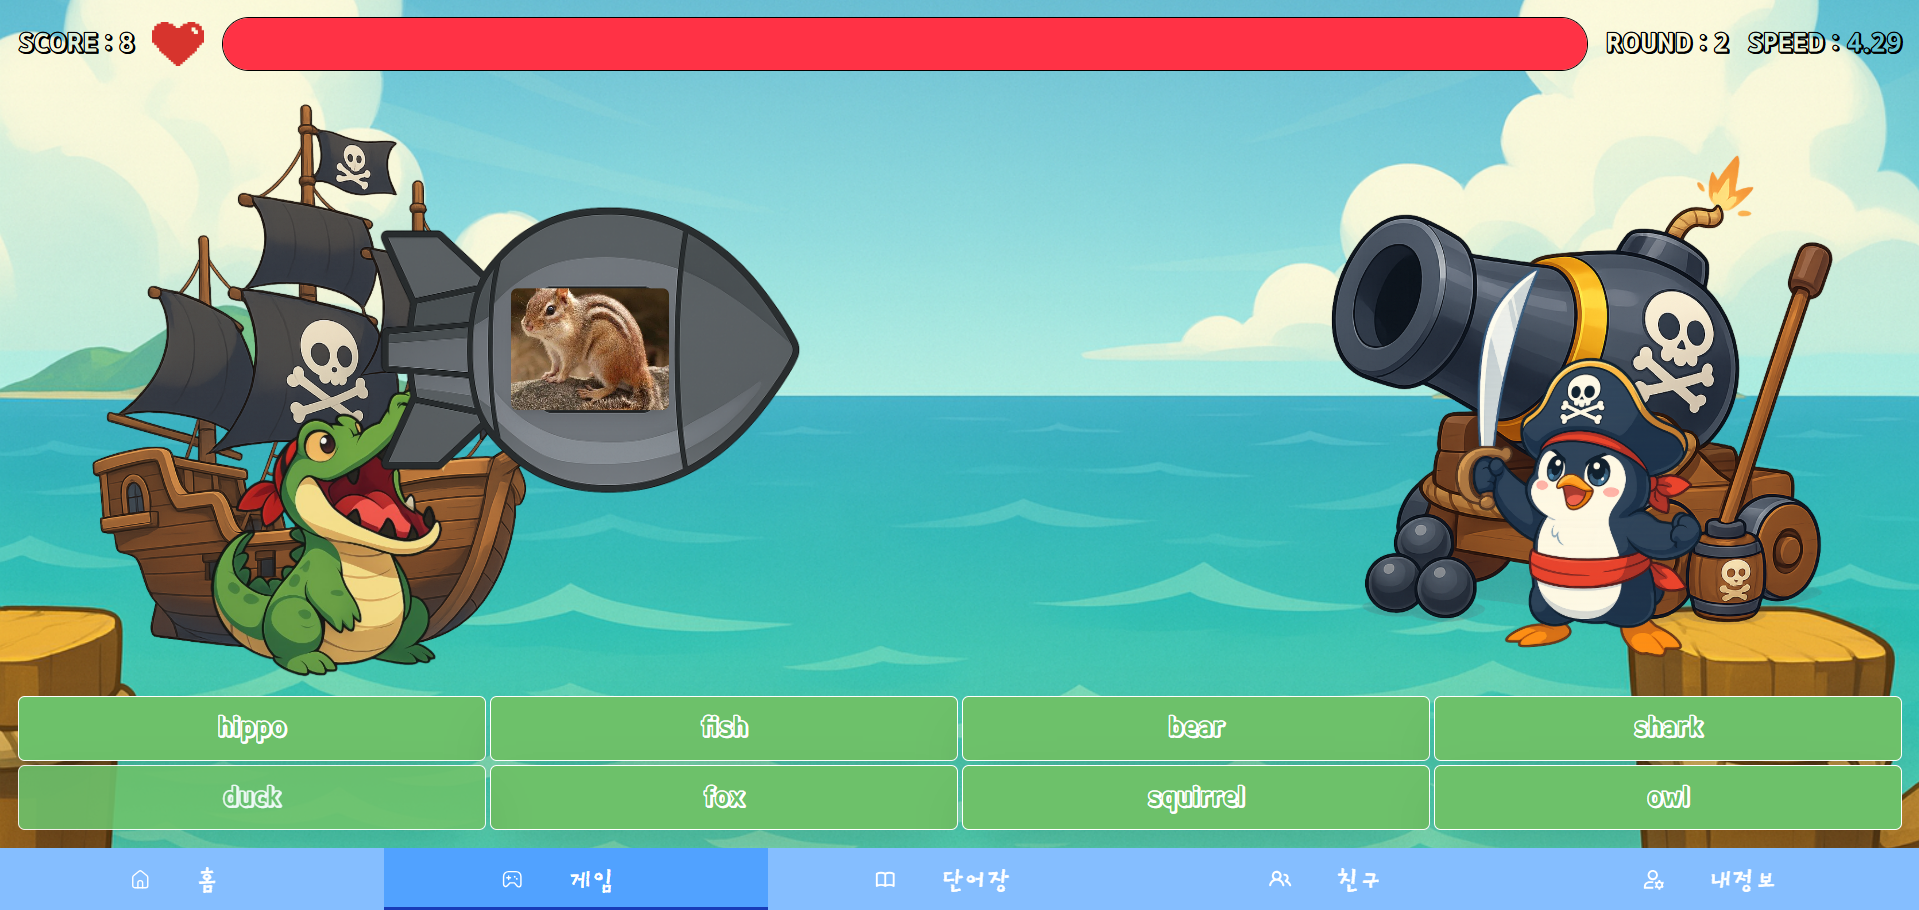 SCORE : 8
ROUND : 2 SPEED : 4.29
hippo fish bear shark
duck fox squirrel owl
홈 게임 단어장 친구 내정보